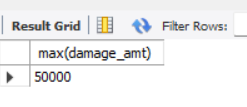 Result Grid Filter Rows:
max(damage_amt)
50000